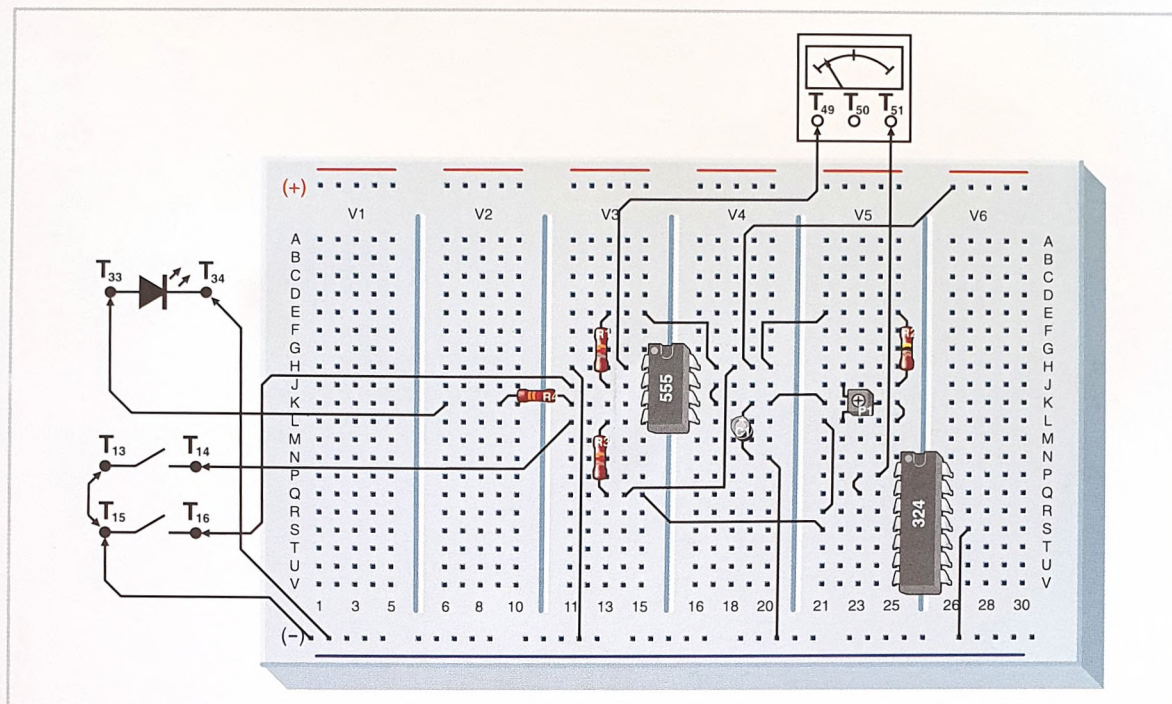 T49 T50 T51
(+)
V1 V2 V3 V4 V5 V6
A A
B B
C C
T33 T34
D D
E E
F F
G G
H H
J J
K K
L L
M M
T13 T14
N N
P P
Q Q
T15 T16
R R
S S
T T
U U
V V
555
324
R2
R3
R4
P1
1 3 5 6 8 10 11 13 15 16 18 20 21 23 25 26 28 30
(−)